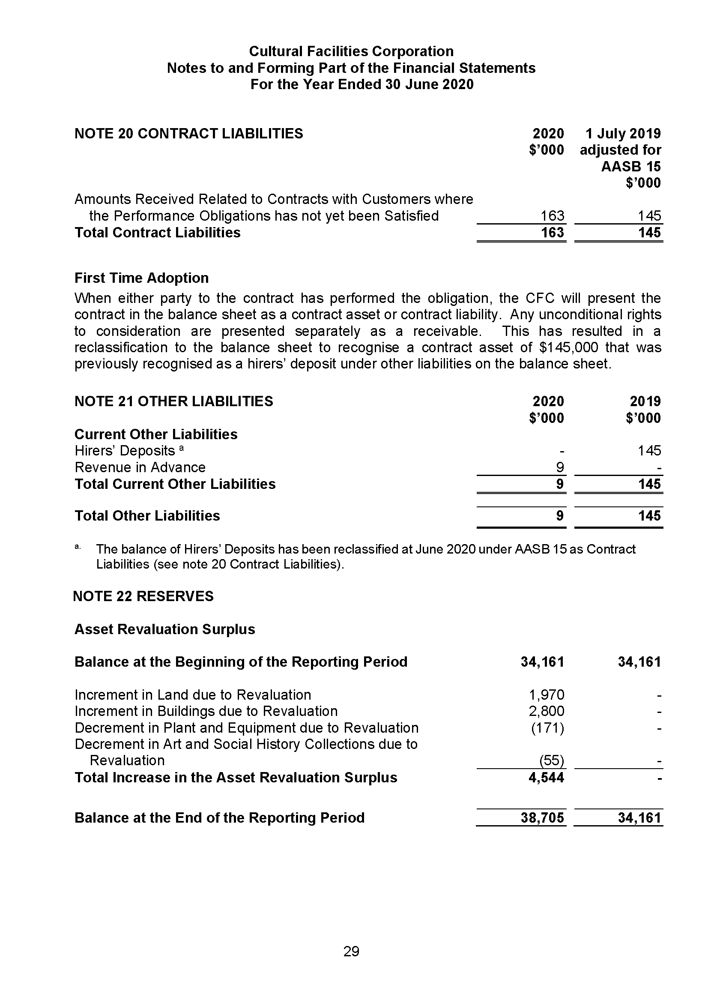 Cultural Facilities Corporation
Notes to and Forming Part of the Financial Statements
For the Year Ended 30 June 2020
NOTE 20 CONTRACT LIABILITIES 2020 1 July 2019
$’000 adjusted for
AASB 15
$’000
Amounts Received Related to Contracts with Customers where
the Performance Obligations has not yet been Satisfied 163 145
Total Contract Liabilities 163 145
First Time Adoption
When either party to the contract has performed the obligation, the CFC will present the
contract in the balance sheet as a contract asset or contract liability. Any unconditional rights
to consideration are presented separately as a receivable. This has resulted in a
reclassification to the balance sheet to recognise a contract asset of $145,000 that was
previously recognised as a hirers’ deposit under other liabilities on the balance sheet.
NOTE 21 OTHER LIABILITIES 2020 2019
$’000 $’000
Current Other Liabilities
Hirers’ Deposits a - 145
Revenue in Advance 9 -
Total Current Other Liabilities 9 145
Total Other Liabilities 9 145
a. The balance of Hirers’ Deposits has been reclassified at June 2020 under AASB 15 as Contract
Liabilities (see note 20 Contract Liabilities).
NOTE 22 RESERVES
Asset Revaluation Surplus
Balance at the Beginning of the Reporting Period 34,161 34,161
Increment in Land due to Revaluation 1,970 -
Increment in Buildings due to Revaluation 2,800 -
Decrement in Plant and Equipment due to Revaluation (171) -
Decrement in Art and Social History Collections due to
Revaluation (55) -
Total Increase in the Asset Revaluation Surplus 4,544 -
Balance at the End of the Reporting Period 38,705 34,161
29